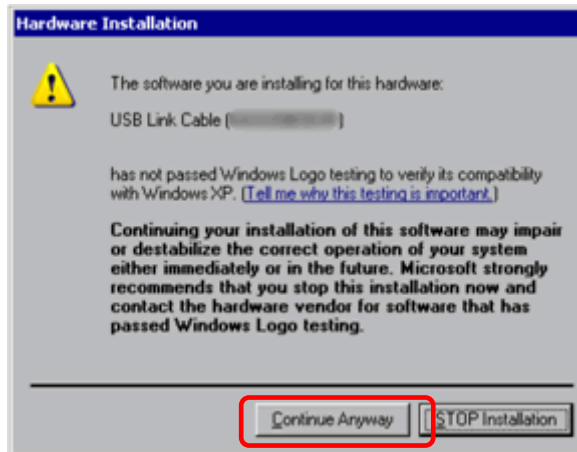 Hardware Installation
The software you are installing for this hardware:
USB Link Cable ( )
has not passed Windows Logo testing to verify its compatibility
with Windows XP. (Tell me why this testing is important.)
Continuing your installation of this software may impair
or destabilize the correct operation of your system
either immediately or in the future. Microsoft strongly
recommends that you stop this installation now and
contact the hardware vendor for software that has
passed Windows Logo testing.
Continue Anyway
STOP Installation